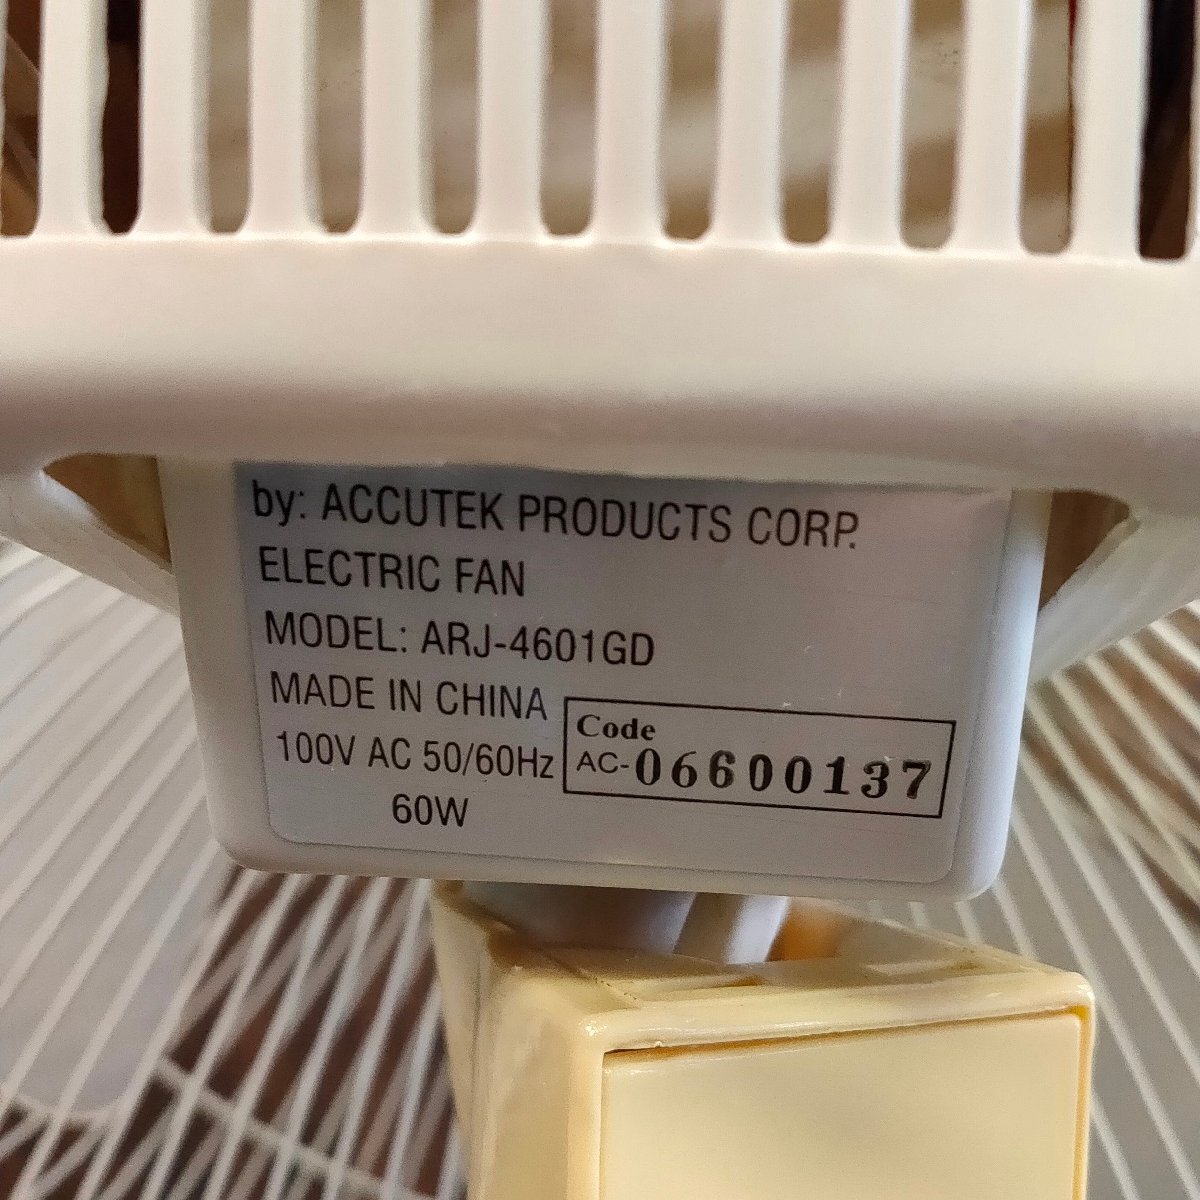 by: ACCUTEK PRODUCTS CORP.
ELECTRIC FAN
MODEL: ARJ-4601GD
MADE IN CHINA
100V AC 50/60Hz
60W
Code
AC-06600137